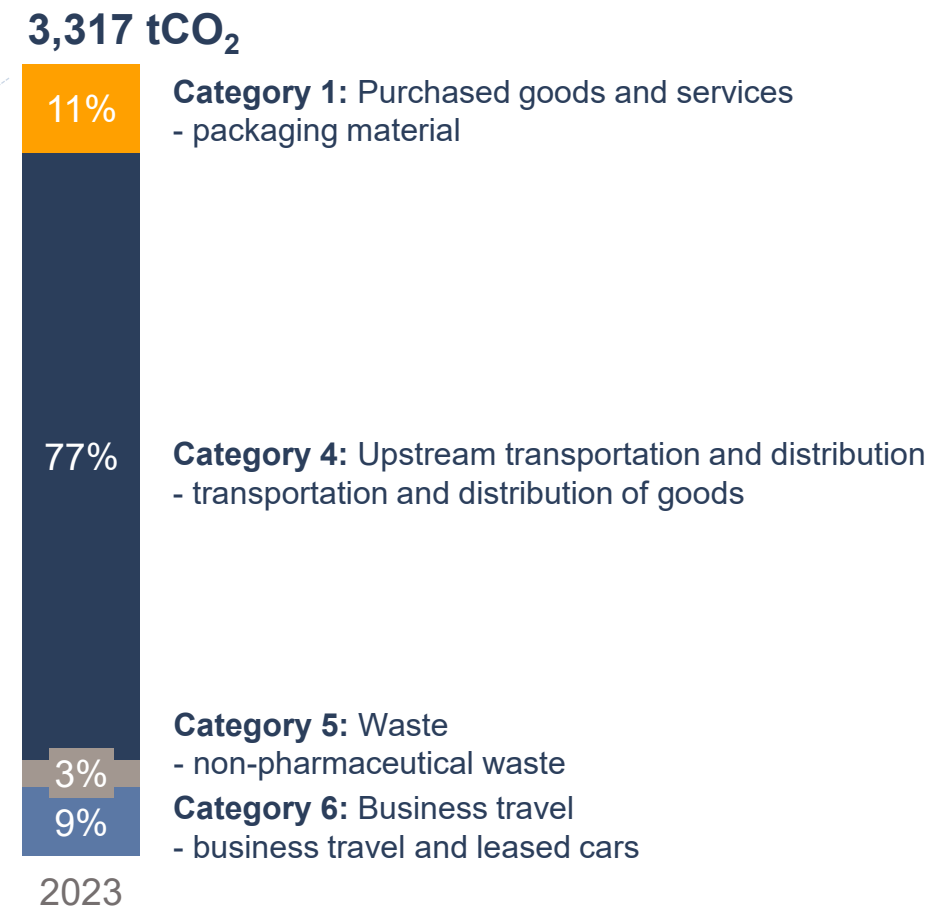 3,317 tCO₂
11%
Category 1: Purchased goods and services
- packaging material
77%
Category 4: Upstream transportation and distribution
- transportation and distribution of goods
Category 5: Waste
3%
- non-pharmaceutical waste
9%
Category 6: Business travel
- business travel and leased cars
2023